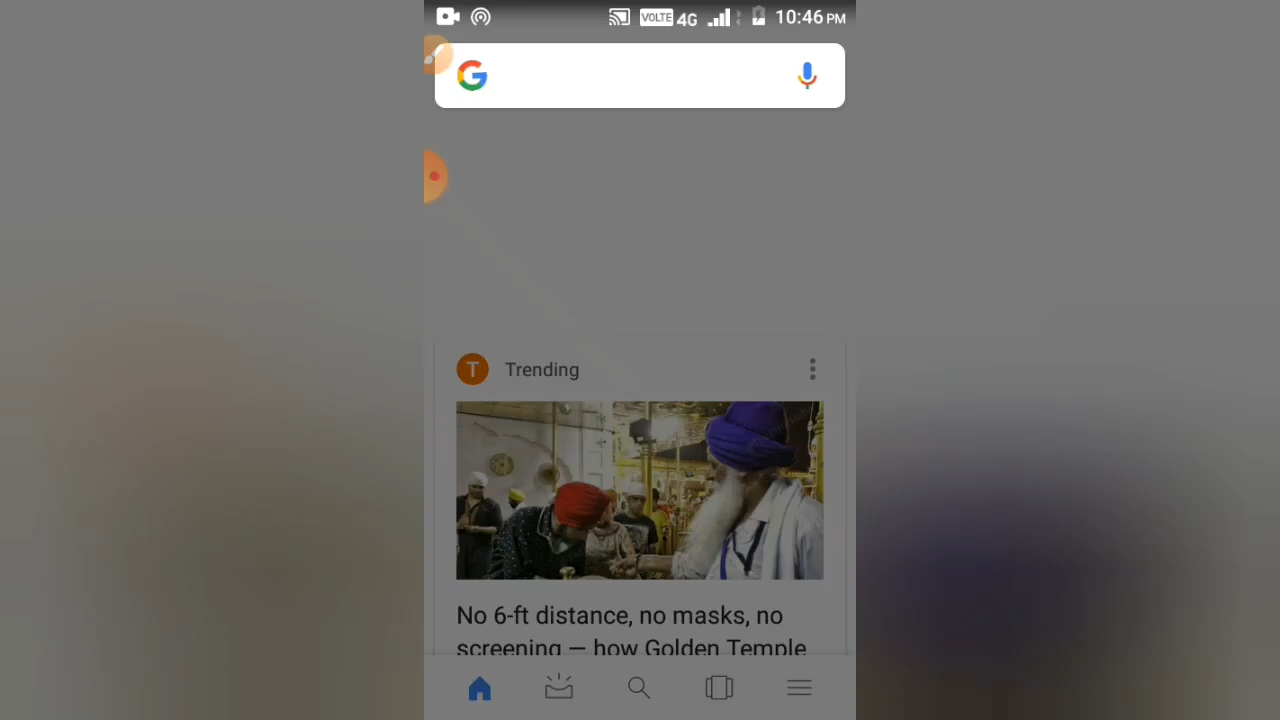 VOLTE 4G 10:46 PM
G
T Trending
No 6-ft distance, no masks, no
screening — how Golden Temple